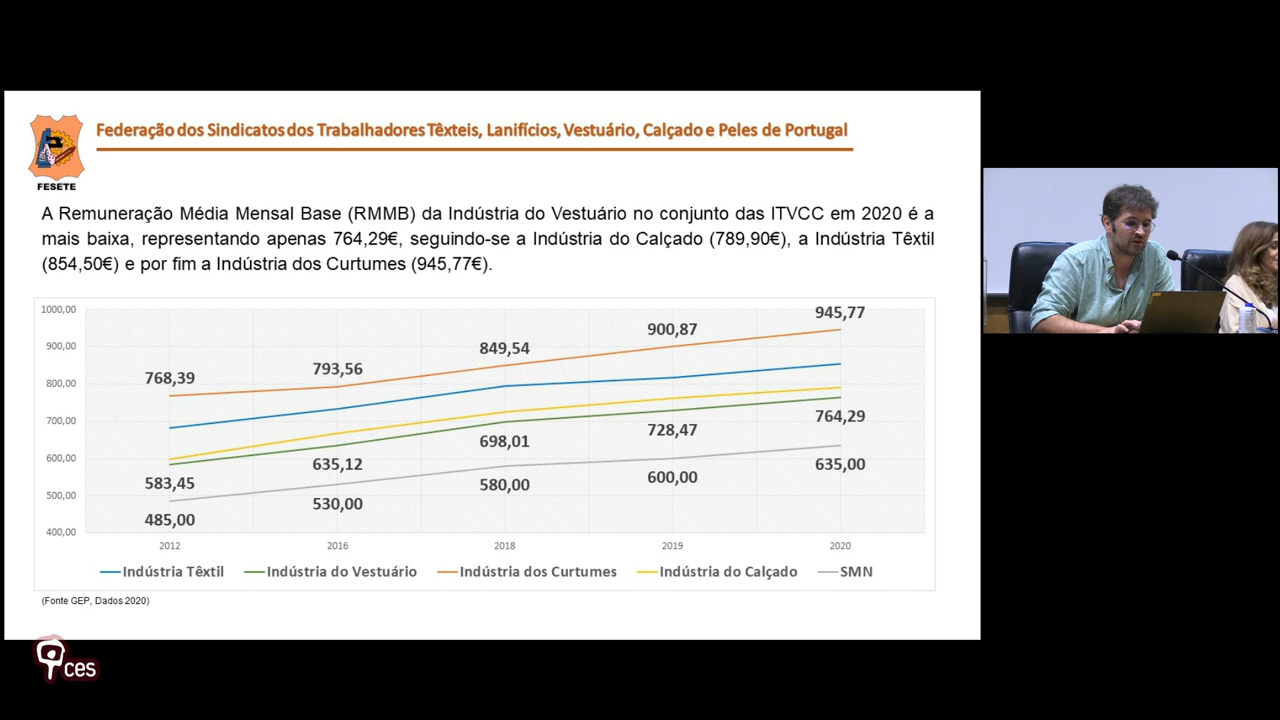 Federação dos Sindicatos dos Trabalhadores Têxteis, Lanifícios, Vestuário, Calçado e Peles de Portugal
FESETE
A Remuneração Média Mensal Base (RMMB) da Indústria do Vestuário no conjunto das ITVCC em 2020 é a
mais baixa, representando apenas 764,29€, seguindo-se a Indústria do Calçado (789,90€), a Indústria Têxtil
(854,50€) e por fim a Indústria dos Curtumes (945,77€).
1000,00
900,00
800,00
700,00
600,00
500,00
400,00
768,39
793,56
849,54
900,87
945,77
583,45
635,12
698,01
728,47
764,29
485,00
530,00
580,00
600,00
635,00
2012 2016 2018 2019 2020
Indústria Têxtil Indústria do Vestuário Indústria dos Curtumes Indústria do Calçado SMN
(Fonte GEP, Dados 2020)
ces